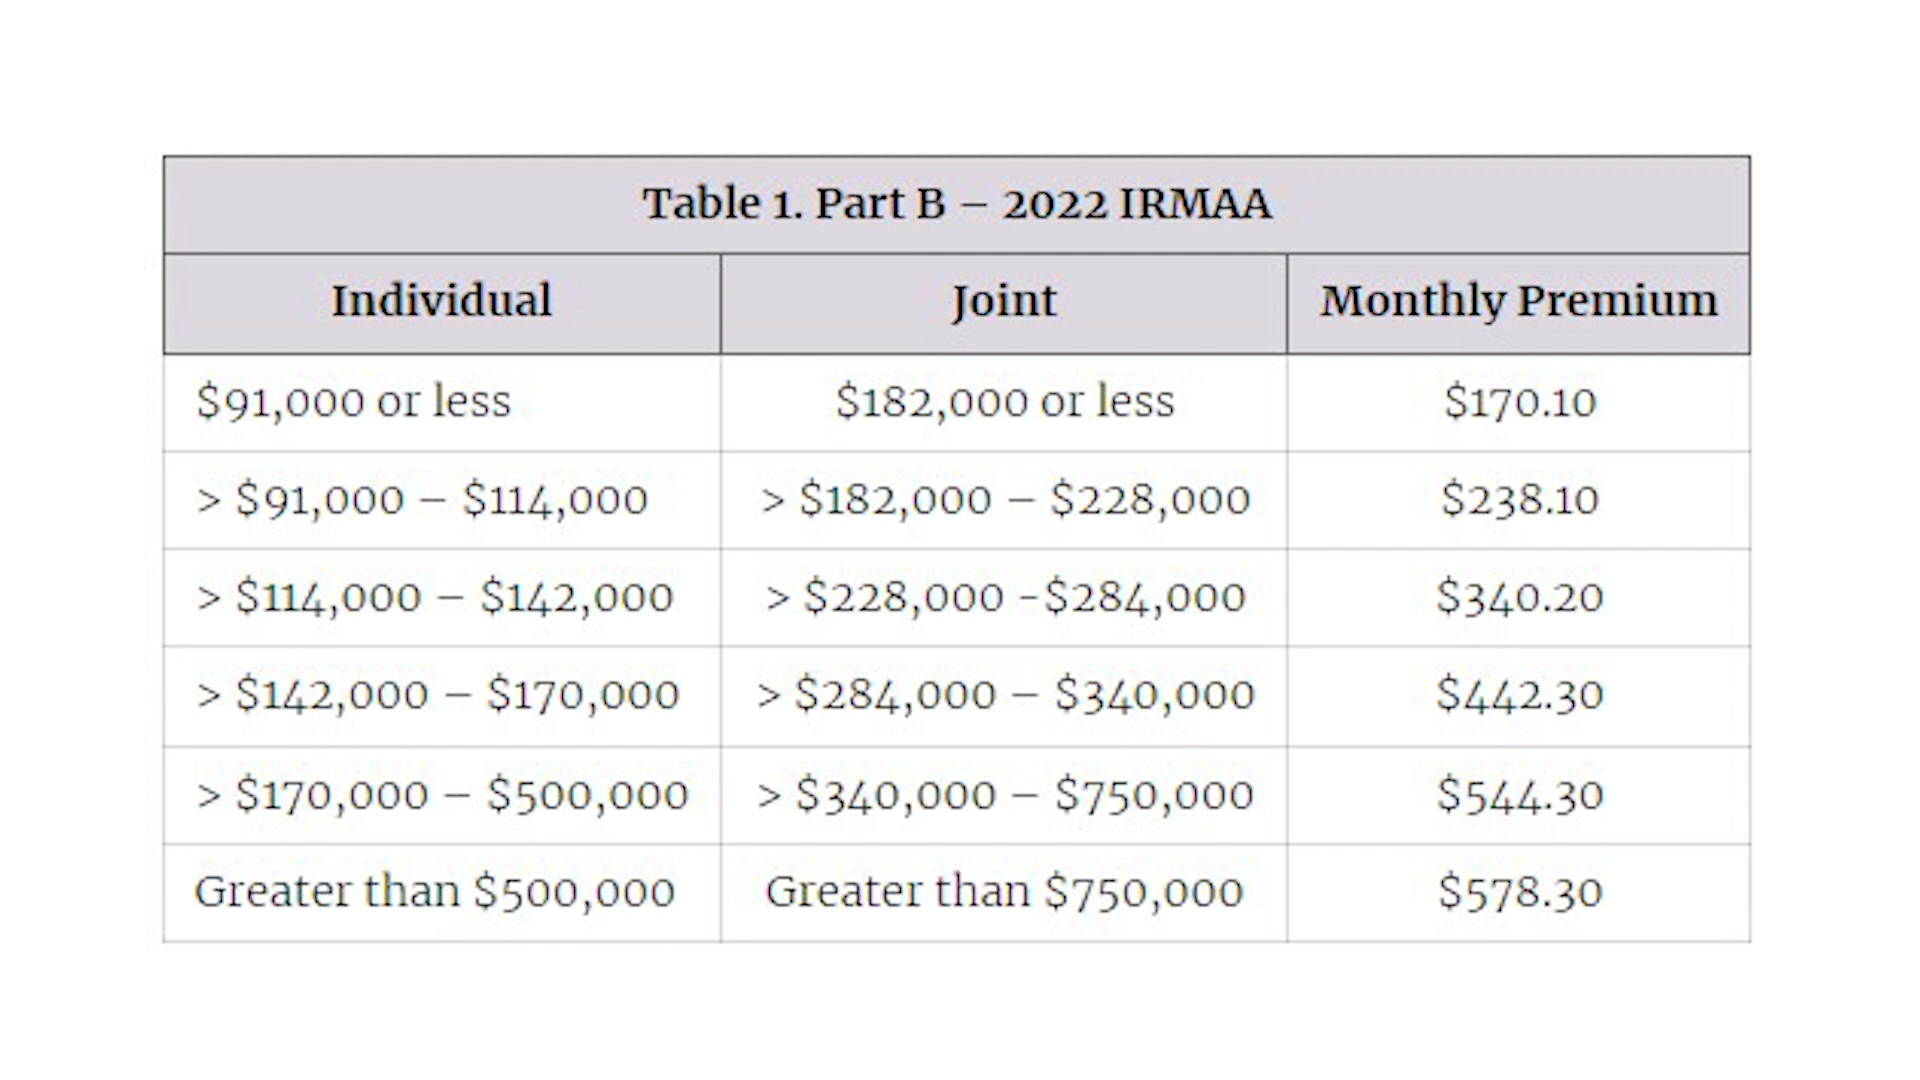 Table 1. Part B – 2022 IRMAA
Individual Joint Monthly Premium
$91,000 or less $182,000 or less $170.10
> $91,000 – $114,000 > $182,000 – $228,000 $238.10
> $114,000 – $142,000 > $228,000 -$284,000 $340.20
> $142,000 – $170,000 > $284,000 – $340,000 $442.30
> $170,000 – $500,000 > $340,000 – $750,000 $544.30
Greater than $500,000 Greater than $750,000 $578.30